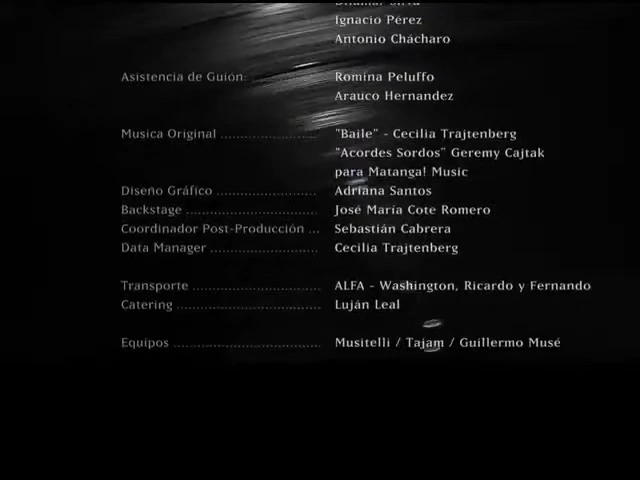 Ignacio Pérez
Antonio Chácharo
Asistencia de Guión: Romina Peluffo
Arauco Hernandez
Musica Original ........................ "Baile" - Cecilia Trajtenberg
"Acordes Sordos" Geremy Cajtak
para Matanga! Music
Diseño Gráfico ........................ Adriana Santos
Backstage ................................ José María Cote Romero
Coordinador Post-Producción ... Sebastián Cabrera
Data Manager .......................... Cecilia Trajtenberg
Transporte ............................... ALFA - Washington, Ricardo y Fernando
Catering ................................... Luján Leal
Equipos ................................... Musitelli / Tajam / Guillermo Musé